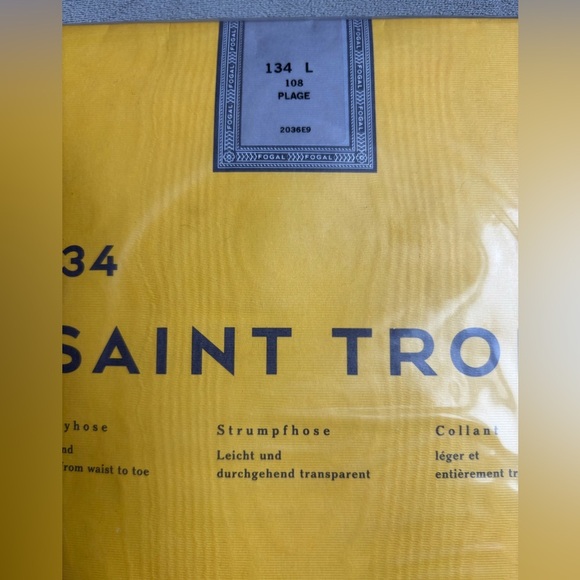 134 L
108
PLAGE
2036E9
FOGAL FOGAL
34
SAINT TRO
yhose
Strumpfhose
Collant
nd
Leicht und
léger et
rom waist to toe
durchgehend transparent
entièrement tr